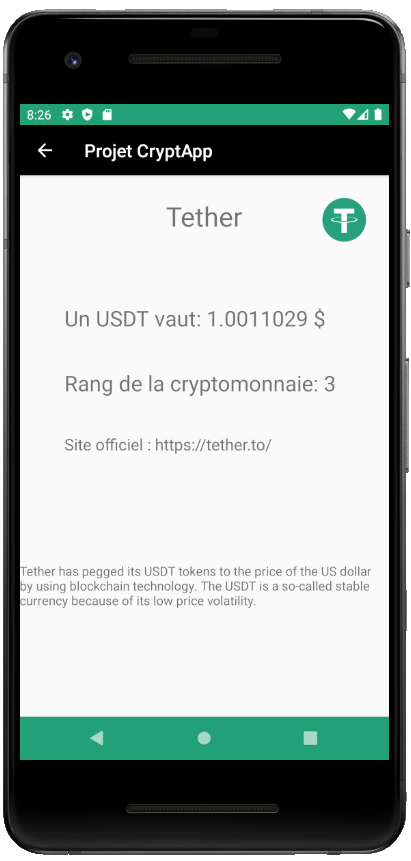 8:26
Projet CryptApp
Tether
Un USDT vaut: 1.0011029 $
Rang de la cryptomonnaie: 3
Site officiel : https://tether.to/
Tether has pegged its USDT tokens to the price of the US dollar
by using blockchain technology. The USDT is a so-called stable
currency because of its low price volatility.